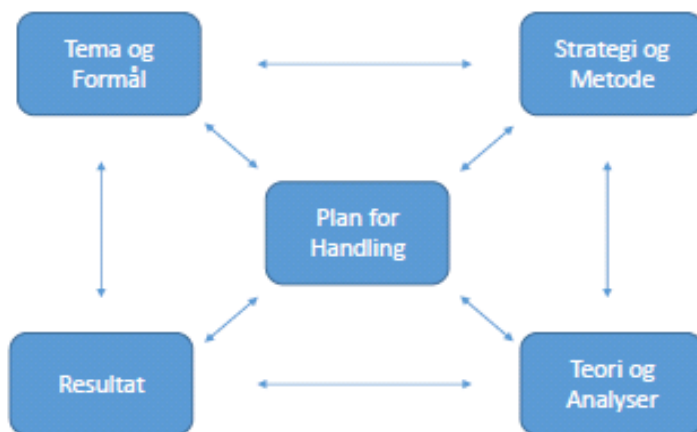 Tema og
Formål
Strategi og
Metode
Plan for
Handling
Resultat
Teori og
Analyser